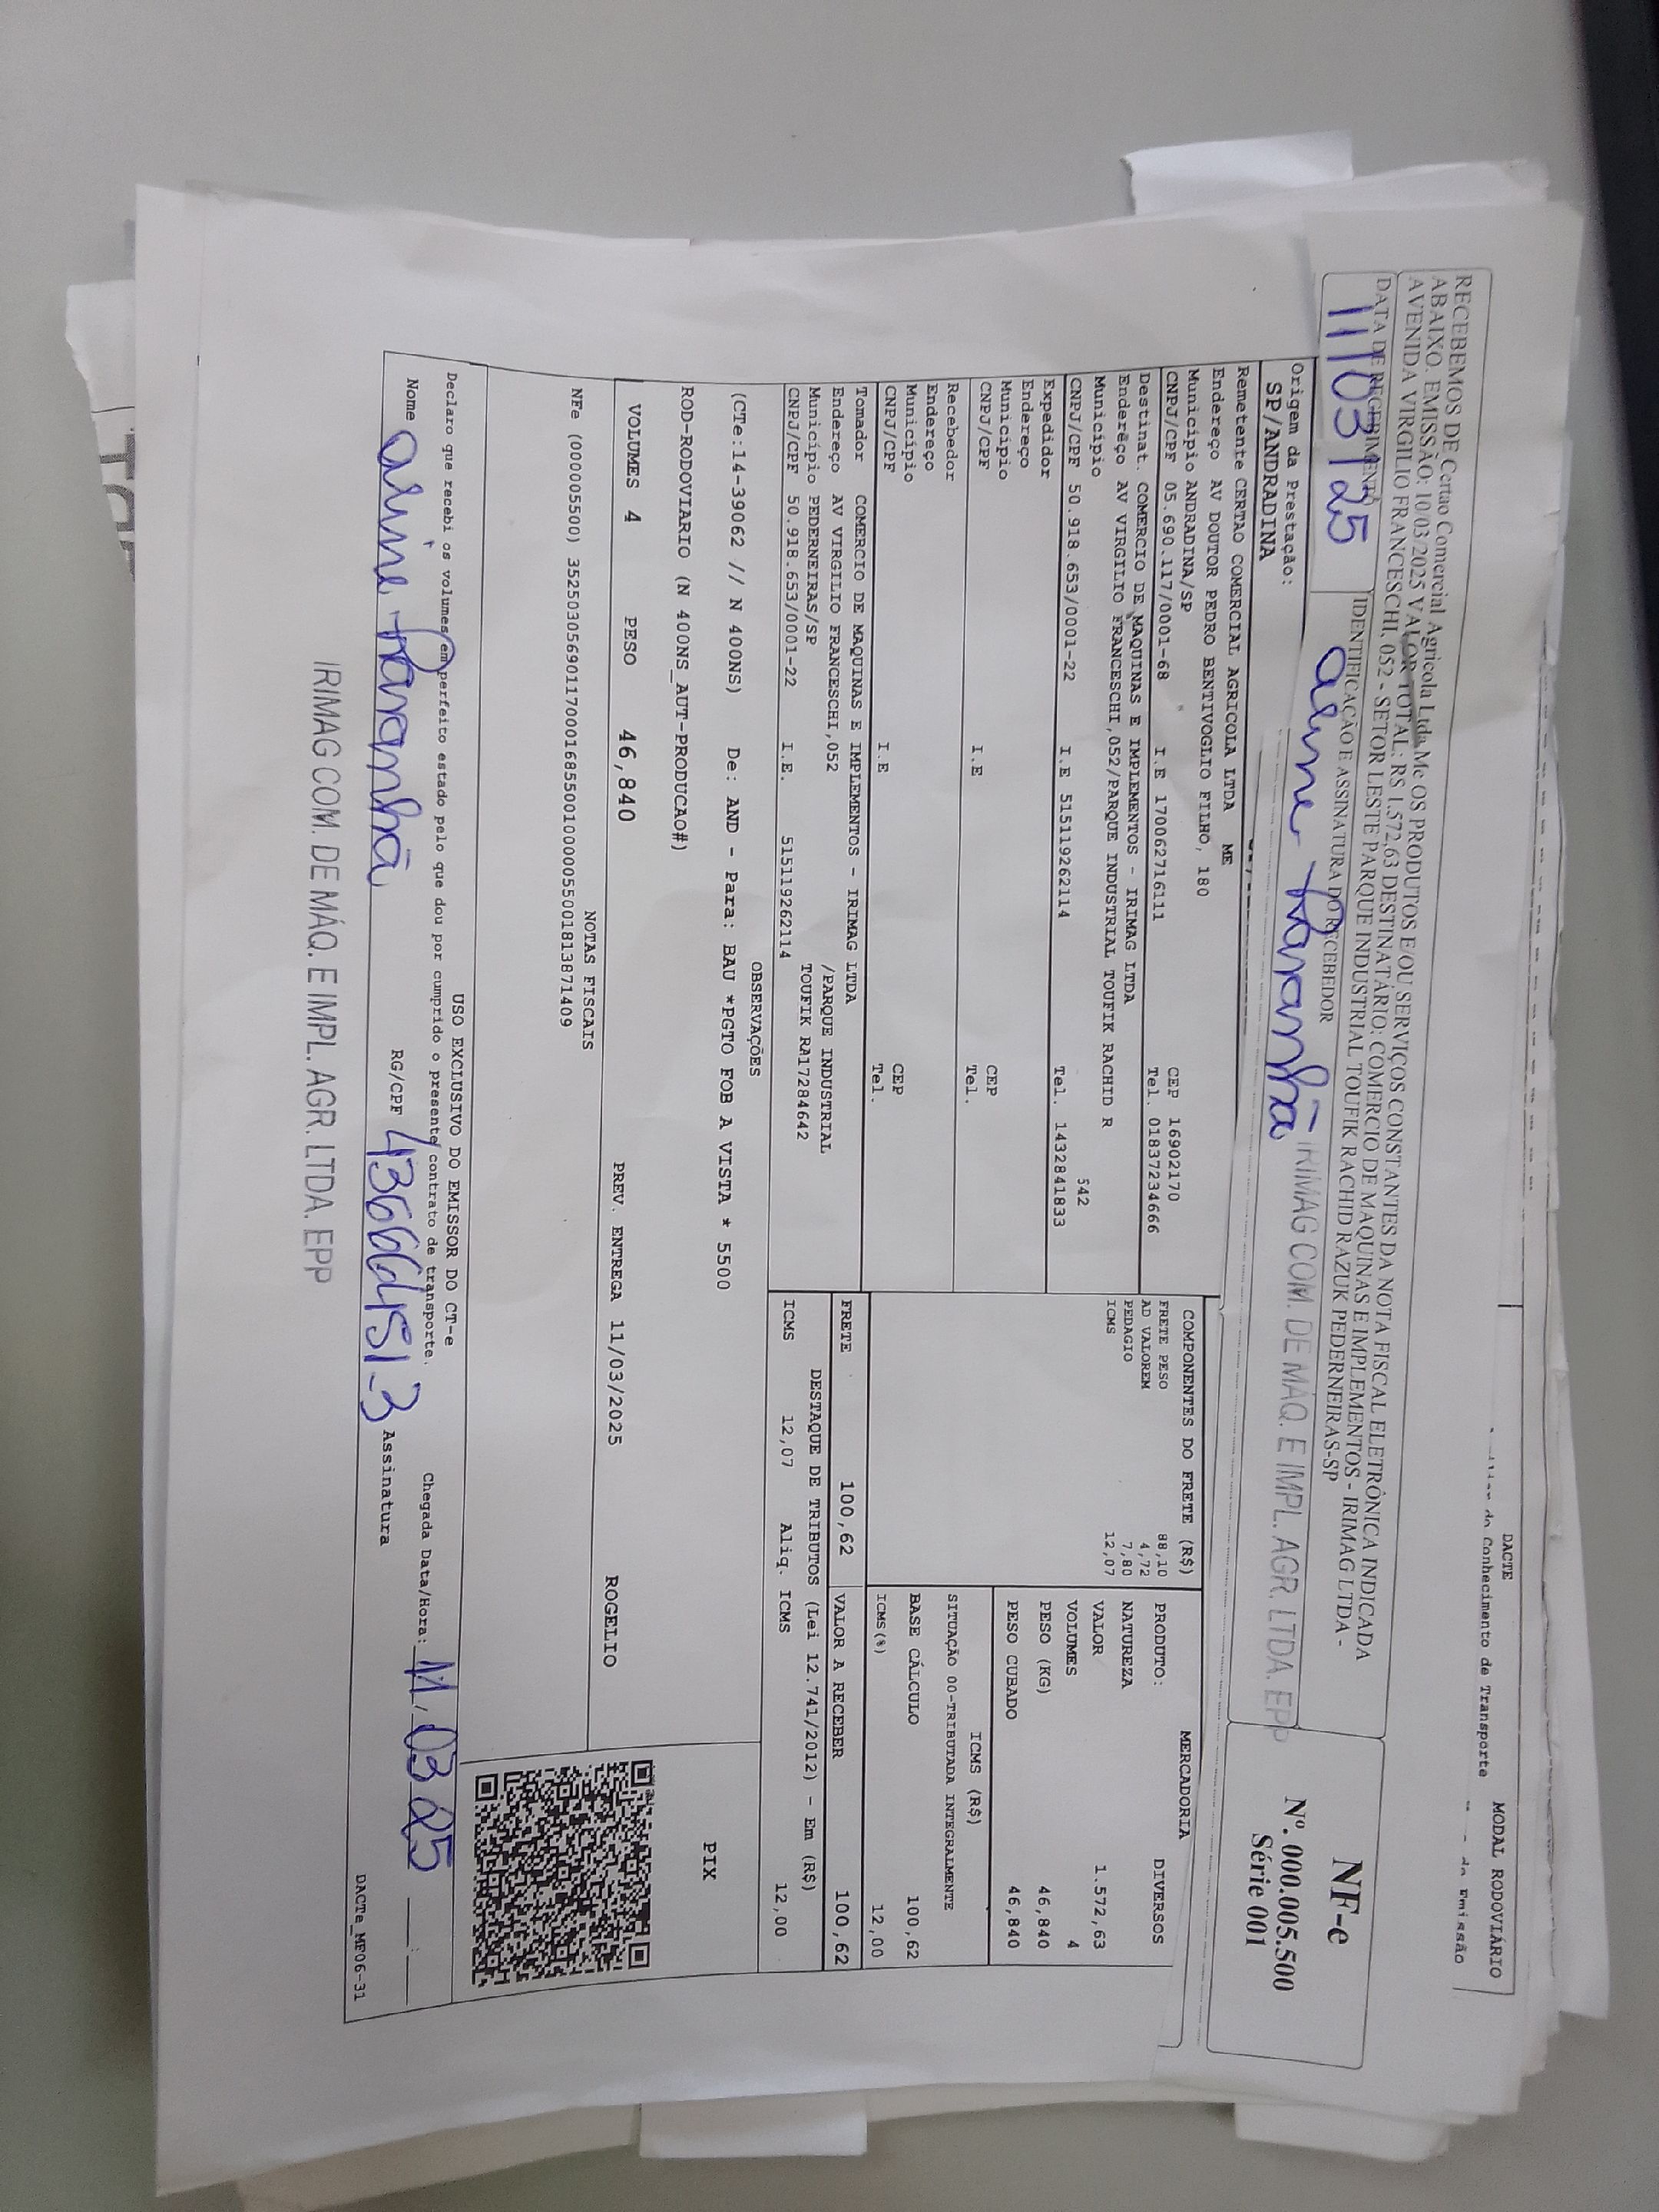 DACTE
MODAL RODOVIÁRIO
do Conhecimento de Transporte
da Emissão
RECEBEMOS DE Certao Comercial Agricola Ltda Me OS PRODUTOS E/OU SERVIÇOS CONSTANTES DA NOTA FISCAL ELETRÔNICA INDICADA
ABAIXO. EMISSÃO: 10/03/2025 VALOR TOTAL: R$ 1.572,63 DESTINATÁRIO: COMERCIO DE MAQUINAS E IMPLEMENTOS - IRIMAG LTDA -
AVENIDA VIRGILIO FRANCESCHI, 052 - SETOR LESTE PARQUE INDUSTRIAL TOUFIK RACHID RAZUK PEDERNEIRAS-SP
DATA DE RECEBIMENTO
IDENTIFICAÇÃO E ASSINATURA DO RECEBEDOR
11/03/25
aline Paranhã
IRIMAG COM. DE MÁQ. E IMPL. AGR. LTDA. EPP
NF-e
Nº. 000.005.500
Série 001
Origem da Prestação:
SP/ANDRADINA
Remetente CERTAO COMERCIAL AGRICOLA LTDA ME
Endereço AV DOUTOR PEDRO BENTIVOGLIO FILHO, 180
Município ANDRADINA/SP CEP 16902170
CNPJ/CPF 05.690.117/0001-68 I.E 170062716111 Tel. 01837234666
Destinat. COMERCIO DE MAQUINAS E IMPLEMENTOS - IRIMAG LTDA
Endereço AV VIRGILIO FRANCESCHI,052/PARQUE INDUSTRIAL TOUFIK RACHID R
Município 542
CNPJ/CPF 50.918.653/0001-22 I.E 515119262114 Tel. 1432841833
Expedidor
Endereço
Município CEP
CNPJ/CPF I.E Tel.
Recebedor
Endereço
Município CEP
CNPJ/CPF I.E Tel.
Tomador COMERCIO DE MAQUINAS E IMPLEMENTOS - IRIMAG LTDA
Endereço AV VIRGILIO FRANCESCHI,052 /PARQUE INDUSTRIAL
Município PEDERNEIRAS/SP TOUFIK RA17284642
CNPJ/CPF 50.918.653/0001-22 I.E. 515119262114
COMPONENTES DO FRETE (R$)
FRETE PESO 88,10
AD VALOREM 4,72
PEDAGIO 7,80
ICMS 12,07
MERCADORIA
PRODUTO: DIVERSOS
NATUREZA
VALOR 1.572,63
VOLUMES 4
PESO (KG) 46,840
PESO CUBADO 46,840
ICMS (R$)
SITUAÇÃO 00-TRIBUTADA INTEGRALMENTE
BASE CÁLCULO 100,62
ICMS(%) 12,00
FRETE 100,62 VALOR A RECEBER 100,62
DESTAQUE DE TRIBUTOS (Lei 12.741/2012) - Em (R$)
ICMS 12,07 Aliq. ICMS 12,00
OBSERVAÇÕES
(CTe:14-39062 // N 400NS) De: AND - Para: BAU *PGTO FOB A VISTA * 5500
ROD-RODOVIARIO (N 400NS_AUT-PRODUCAO#)
PIX
VOLUMES 4 PESO 46,840 PREV. ENTREGA 11/03/2025 ROGELIO
NOTAS FISCAIS
NFe (000005500) 35250305690117000168550010000055001813871409
USO EXCLUSIVO DO EMISSOR DO CT-e
Declaro que recebi os volumes em perfeito estado pelo que dou por cumprido o presente contrato de transporte.
Chegada Data/Hora: 11/03/25
Nome aline Paranhã RG/CPF 43666451-3 Assinatura
DACTe_MF06-31
IRIMAG COM. DE MÁQ. E IMPL. AGR. LTDA. EPP